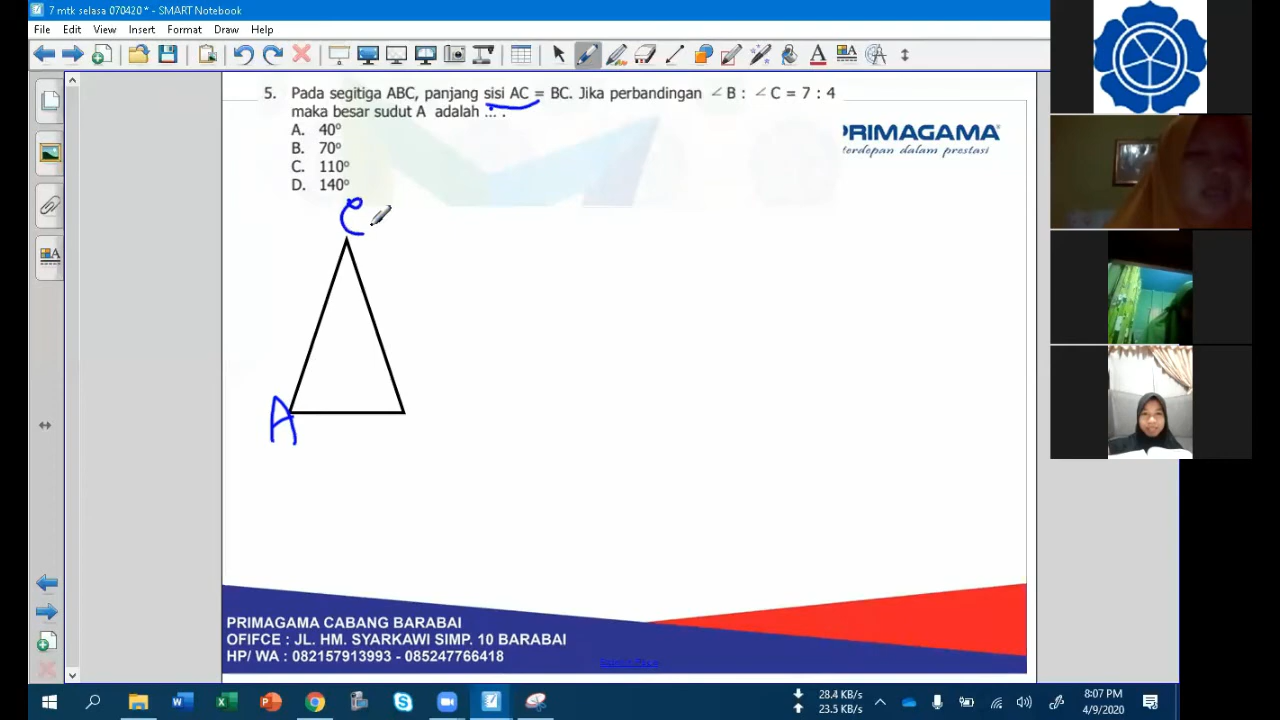 7 mtk selasa 070420 * - SMART Notebook
File Edit View Insert Format Draw Help
5. Pada segitiga ABC, panjang sisi AC = BC. Jika perbandingan ∠B : ∠C = 7 : 4
maka besar sudut A adalah ... .
A. 40°
B. 70°
C. 110°
D. 140°
PRIMAGAMA
terdepan dalam prestasi
C
A
PRIMAGAMA CABANG BARABAI
OFIFCE : JL. HM. SYARKAWI SIMP. 10 BARABAI
HP/ WA : 082157913993 - 085247766418
28.4 KB/s
23.5 KB/s
8:07 PM
4/9/2020